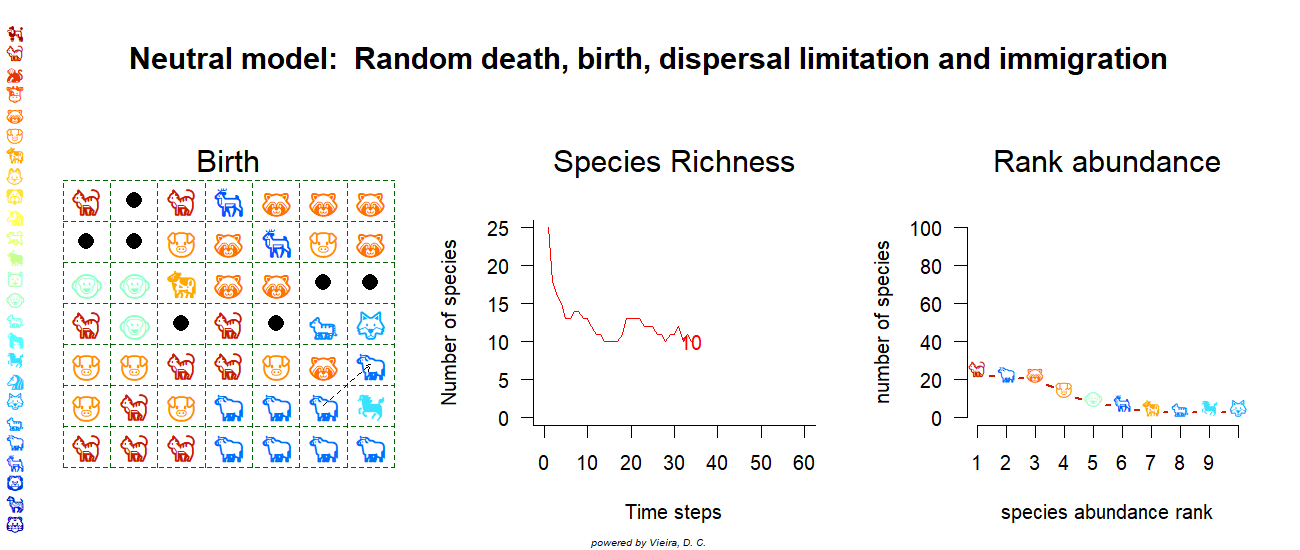 Neutral model:  Random death, birth, dispersal limitation and immigration
Birth
Species Richness
Number of species
25
20
15
10
5
0
10
0 10 20 30 40 50 60
Time steps
Rank abundance
number of species
100
80
60
40
20
0
1 2 3 4 5 6 7 8 9
species abundance rank
powered by Vieira, D. C.